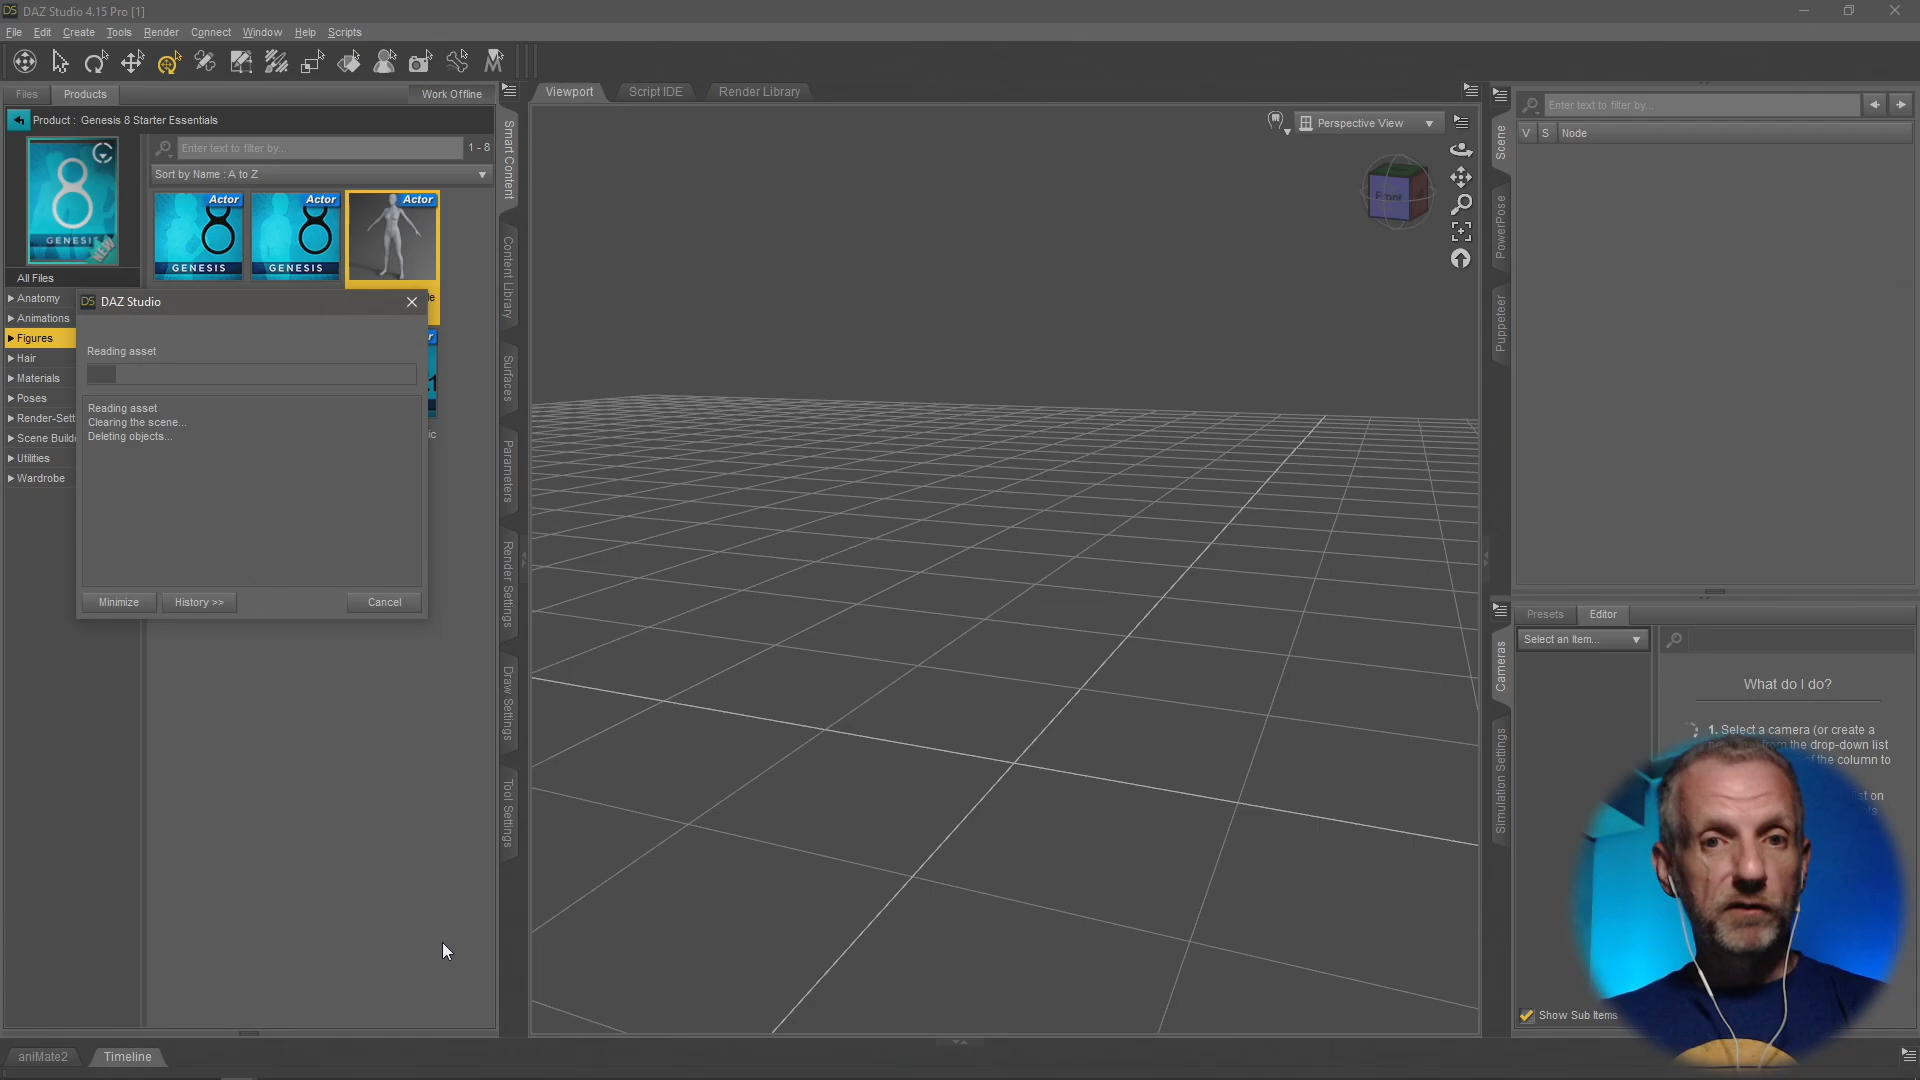 DAZ Studio 4.15 Pro [1]
File Edit Create Tools Render Connect Window Help Scripts
Files Products Work Offline
Product : Genesis 8 Starter Essentials
Enter text to filter by... 1 - 8
Sort by Name : A to Z
GENESIS
NEW
Actor
GENESIS
Actor
GENESIS
Actor
All Files
Anatomy
Animations
Figures
Hair
Materials
Poses
Render-Sett
Scene Build
Utilities
Wardrobe
DAZ Studio
Reading asset
Reading asset
Clearing the scene...
Deleting objects...
Minimize History >> Cancel
Smart Content
Content Library
Surfaces
Parameters
Render Settings
Draw Settings
Tool Settings
Viewport Script IDE Render Library
Perspective View
Front
Scene
PowerPose
Puppeteer
Enter text to filter by...
V S Node
Presets Editor
Select an Item...
Cameras
Simulation Settings
What do I do?
1. Select a camera (or create a
from the drop-down list
of the column to
on
Show Sub Items
aniMate2 Timeline